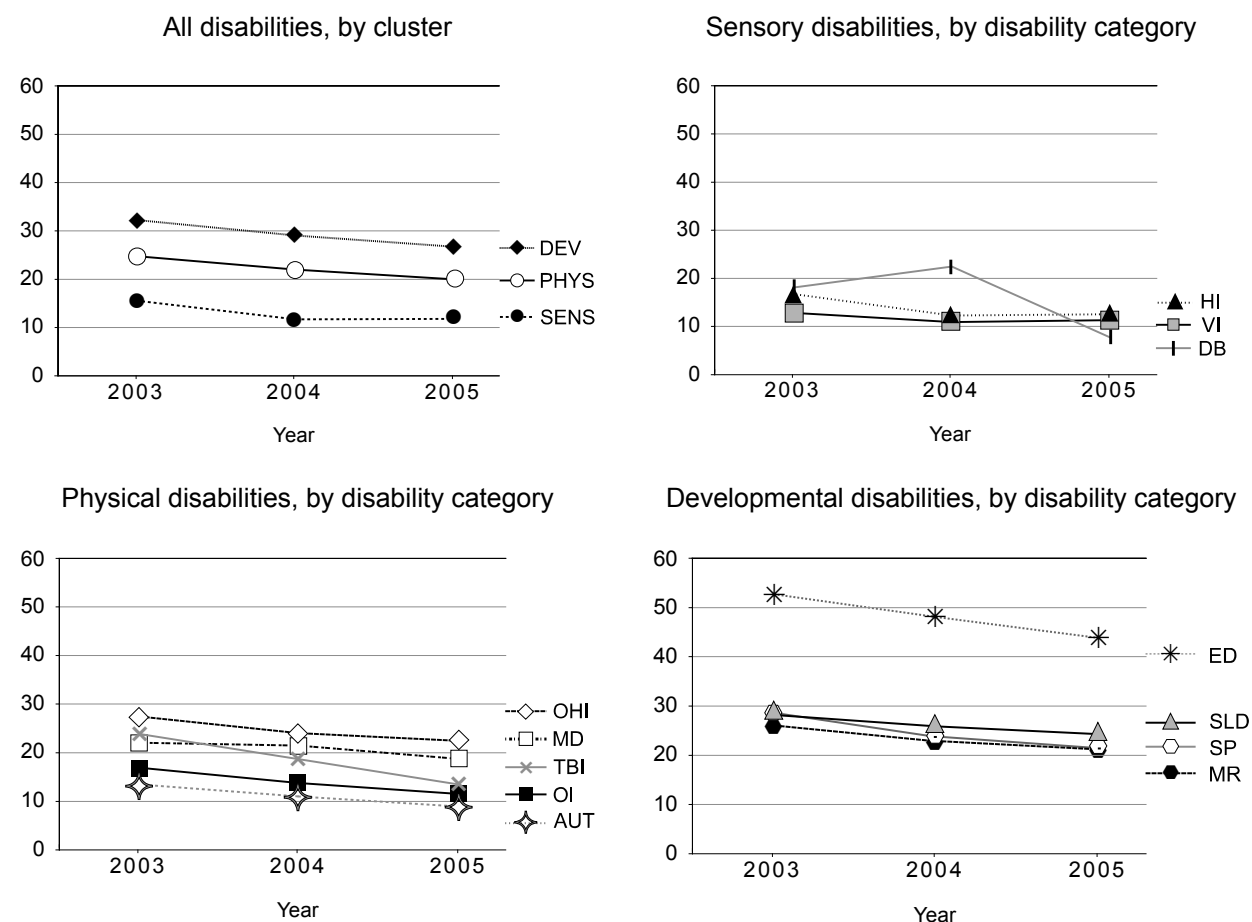 All disabilities, by cluster
60
50
40
30
20
10
0
2003 2004 2005
Year
DEV
PHYS
SENS
Sensory disabilities, by disability category
60
50
40
30
20
10
0
2003 2004 2005
Year
HI
VI
DB
Physical disabilities, by disability category
60
50
40
30
20
10
0
2003 2004 2005
Year
OHI
MD
TBI
OI
AUT
Developmental disabilities, by disability category
60
50
40
30
20
10
0
2003 2004 2005
Year
ED
SLD
SP
MR